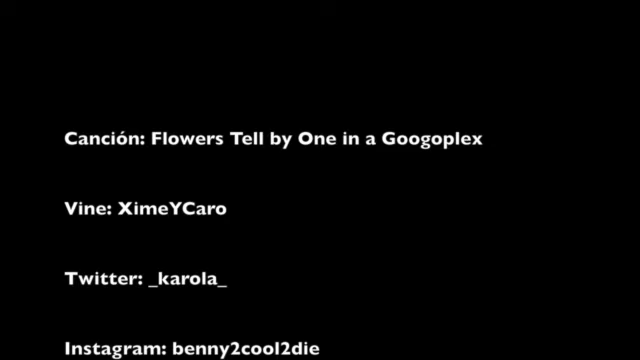 Canción: Flowers Tell by One in a Googoplex
Vine: XimeYCaro
Twitter: _karola_
Instagram: benny2cool2die